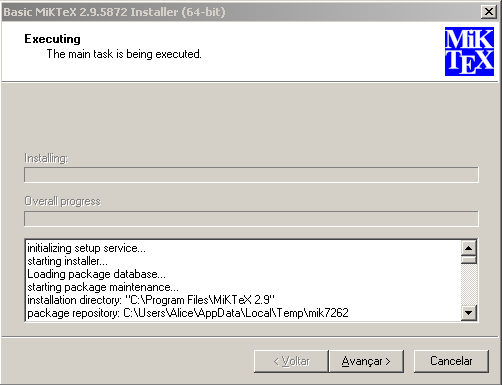 Basic MiKTeX 2.9.5872 Installer (64-bit)
Executing
The main task is being executed.
MiK
TEX
Installing:
Overall progress
initializing setup service...
starting installer...
Loading package database...
starting package maintenance...
installation directory: "C:\Program Files\MiKTeX 2.9"
package repository: C:\Users\Alice\AppData\Local\Temp\mik7262
< Voltar
Avançar >
Cancelar